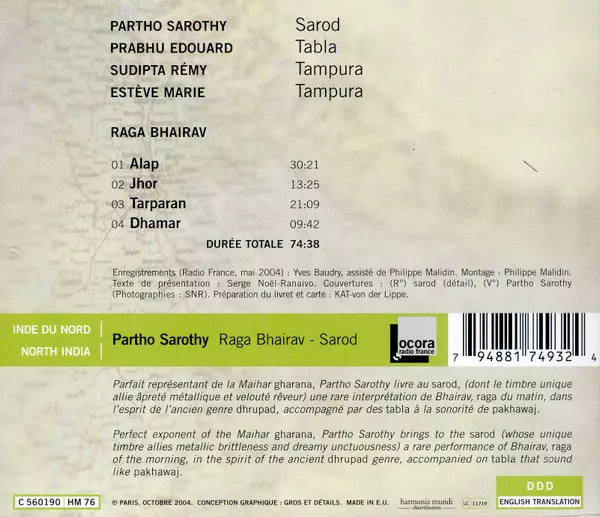 PARTHO SAROTHY Sarod
PRABHU EDOUARD Tabla
SUDIPTA RÉMY Tampura
ESTÈVE MARIE Tampura
RAGA BHAIRAV
01 Alap 30:21
02 Jhor 13:25
03 Tarparan 21:09
04 Dhamar 09:42
DURÉE TOTALE 74:38
Enregistrements (Radio France, mai 2004) : Yves Baudry, assisté de Philippe Malidin. Montage : Philippe Malidin.
Texte de présentation : Serge Noël-Ranaivo. Couvertures : (R°) sarod (détail), (V°) Partho Sarothy
(Photographies : SNR). Préparation du livret et carte : KAT-von der Lippe.
INDE DU NORD
NORTH INDIA
Partho Sarothy Raga Bhairav - Sarod
ocora
radio france
7 94881 74932 4
Parfait représentant de la Maihar gharana, Partho Sarothy livre au sarod, (dont le timbre unique
allie âpreté métallique et velouté rêveur) une rare interprétation de Bhairav, raga du matin, dans
l'esprit de l'ancien genre dhrupad, accompagné par des tabla à la sonorité de pakhawaj.
Perfect exponent of the Maihar gharana, Partho Sarothy brings to the sarod (whose unique
timbre allies metallic brittleness and dreamy unctuousness) a rare performance of Bhairav, raga
of the morning, in the spirit of the ancient dhrupad genre, accompanied on tabla that sound
like pakhawaj.
DDD
ENGLISH TRANSLATION
C 560190 HM 76
℗ PARIS, OCTOBRE 2004. CONCEPTION GRAPHIQUE : GROS ET DÉTAILS. MADE IN E.U.
harmonia mundi
distribution
LC 11719